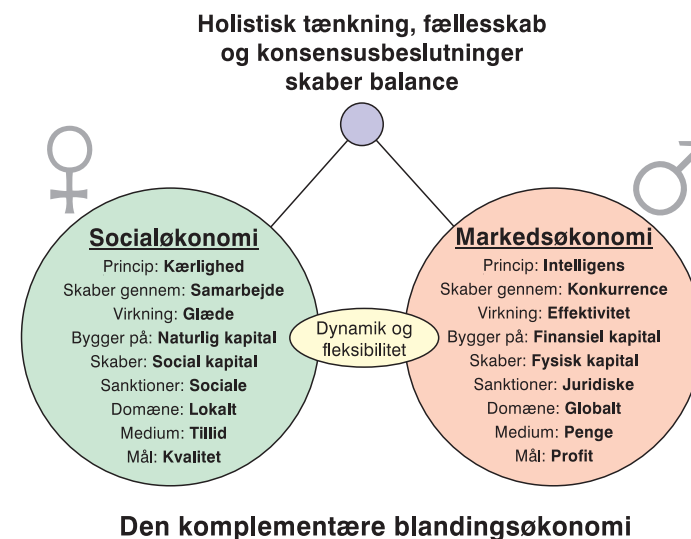 Holistisk tænkning, fællesskab
og konsensusbeslutninger
skaber balance
Socialøkonomi
Princip: Kærlighed
Skaber gennem: Samarbejde
Virkning: Glæde
Bygger på: Naturlig kapital
Skaber: Social kapital
Sanktioner: Sociale
Domæne: Lokalt
Medium: Tillid
Mål: Kvalitet
Dynamik og
fleksibilitet
Markedsøkonomi
Princip: Intelligens
Skaber gennem: Konkurrence
Virkning: Effektivitet
Bygger på: Finansiel kapital
Skaber: Fysisk kapital
Sanktioner: Juridiske
Domæne: Globalt
Medium: Penge
Mål: Profit
Den komplementære blandingsøkonomi